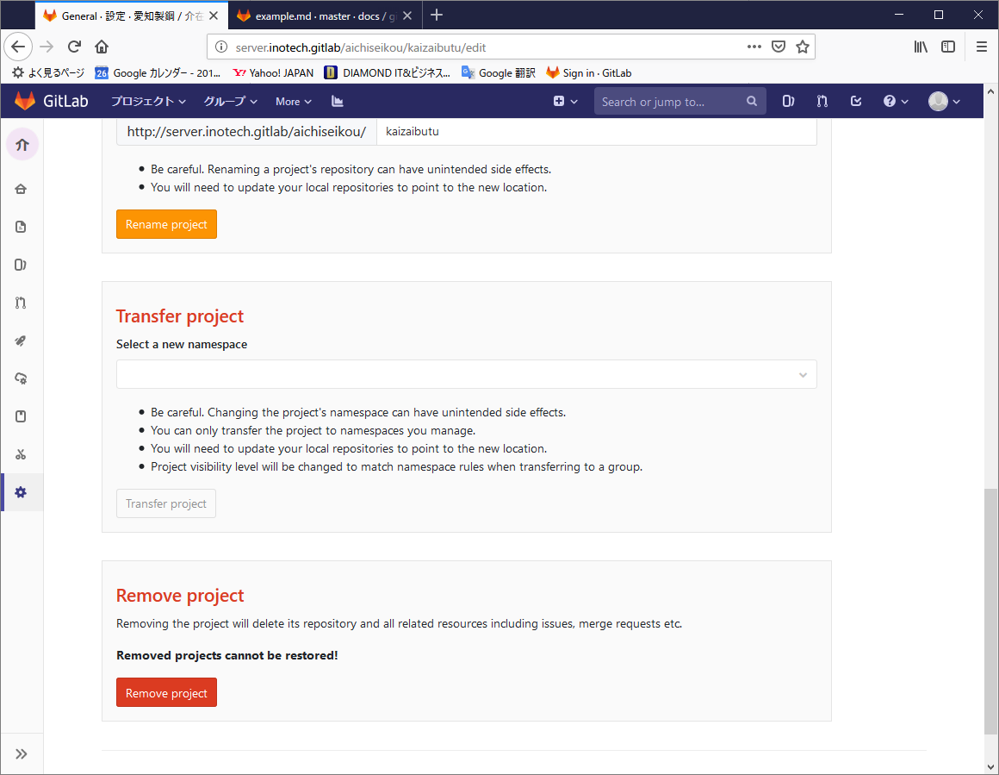 General · 設定 · 愛知製鋼 / 介在
example.md · master · docs / g
server.inotech.gitlab/aichiseikou/kaizaibutu/edit
よく見るページ
26
Google カレンダー - 201...
Yahoo! JAPAN
DIAMOND IT&ビジネス...
Google 翻訳
Sign in · GitLab
GitLab
プロジェクト
グループ
More
Search or jump to...
介
http://server.inotech.gitlab/aichiseikou/
kaizaibutu
Be careful. Renaming a project's repository can have unintended side effects.
You will need to update your local repositories to point to the new location.
Rename project
Transfer project
Select a new namespace
Be careful. Changing the project's namespace can have unintended side effects.
You can only transfer the project to namespaces you manage.
You will need to update your local repositories to point to the new location.
Project visibility level will be changed to match namespace rules when transferring to a group.
Transfer project
Remove project
Removing the project will delete its repository and all related resources including issues, merge requests etc.
Removed projects cannot be restored!
Remove project